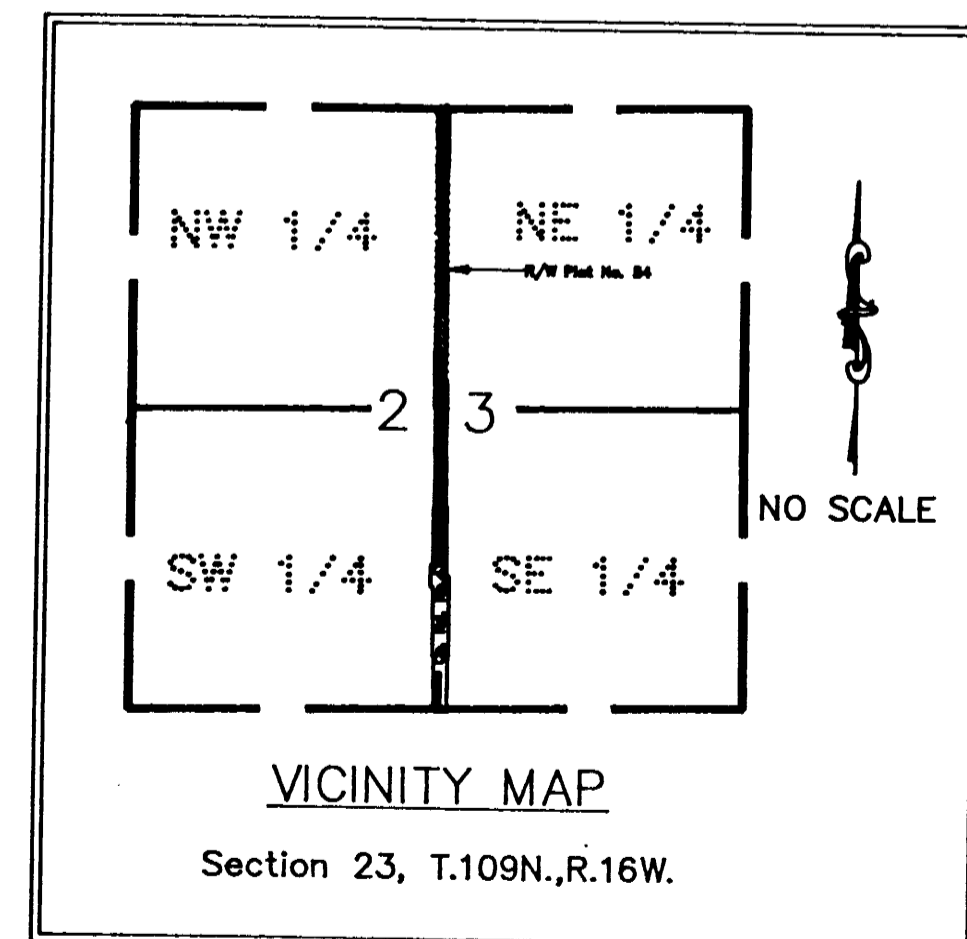 NW 1/4 NE 1/4
R/W Plat No. 54
2 3
NO SCALE
SW 1/4 SE 1/4
VICINITY MAP
Section 23, T.109N.,R.16W.